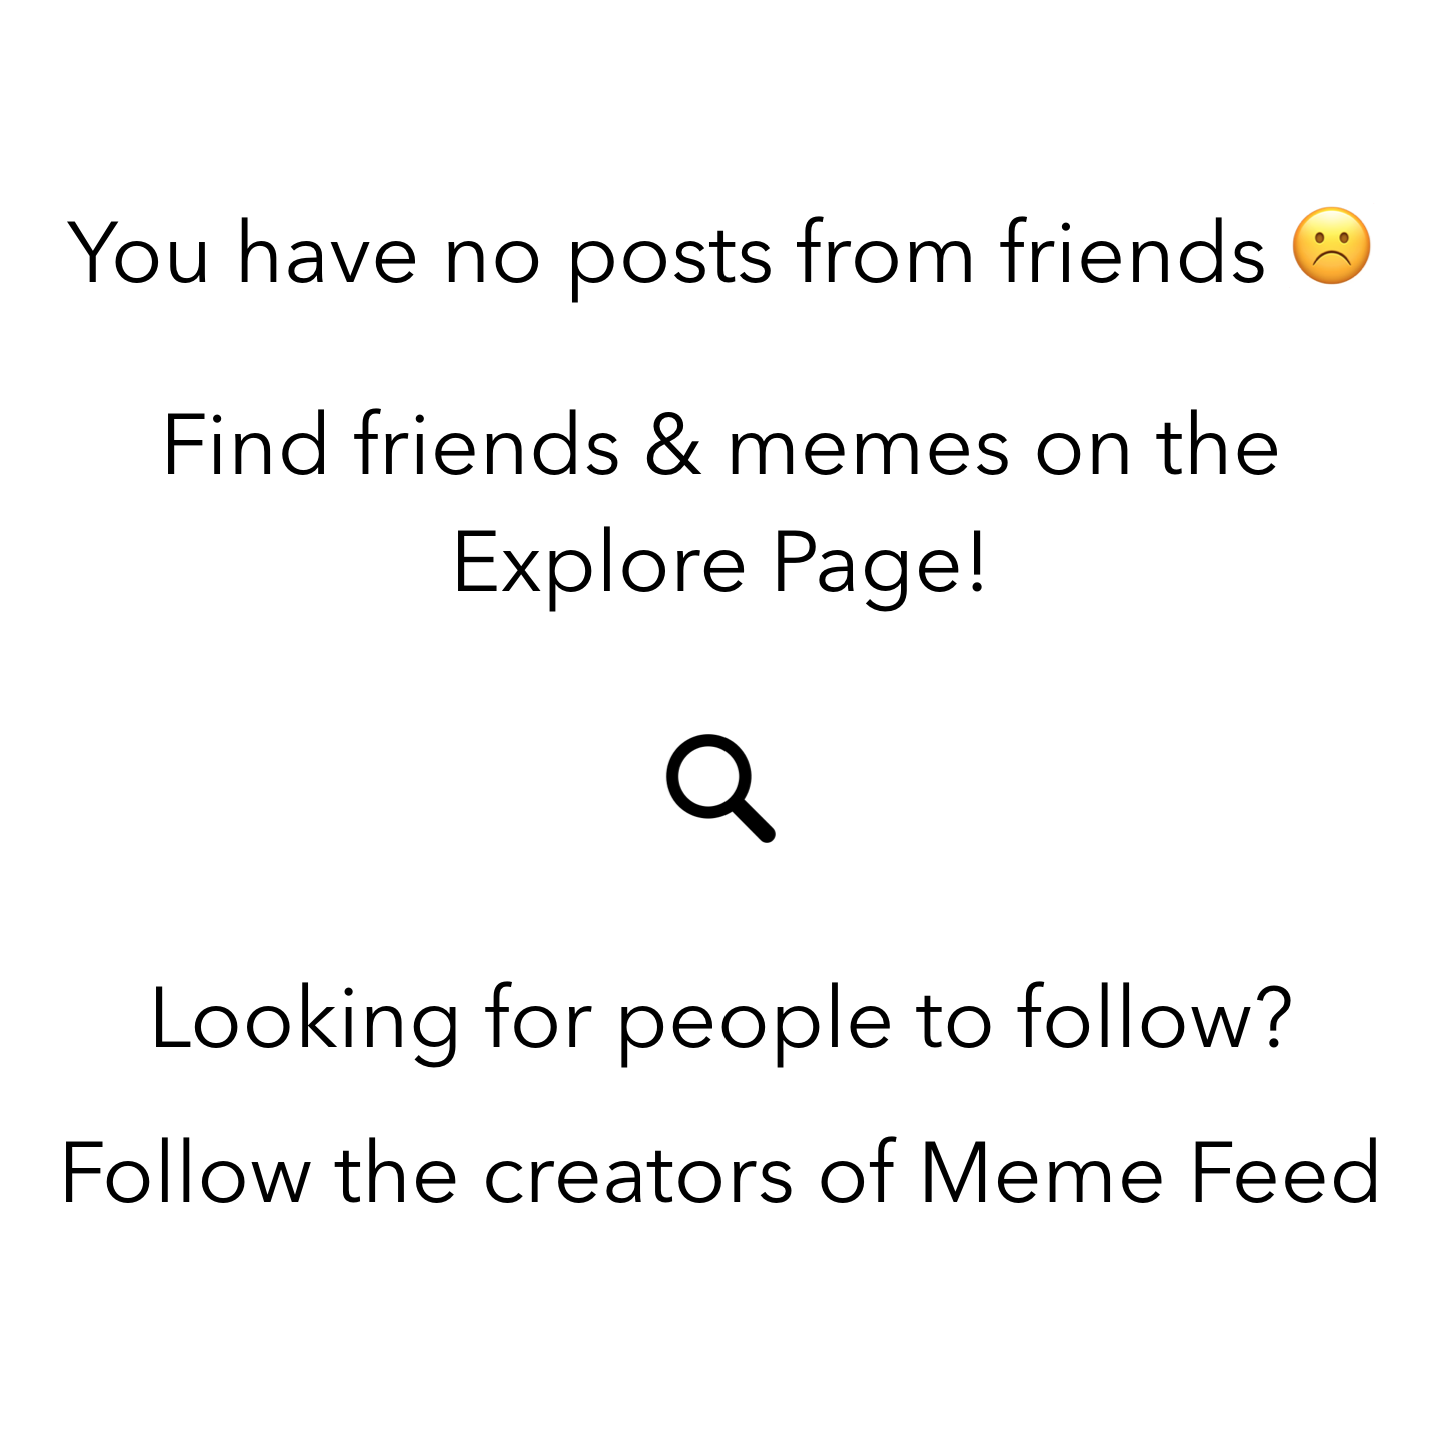 You have no posts from friends ☹️
Find friends & memes on the
Explore Page!
Looking for people to follow?
Follow the creators of Meme Feed